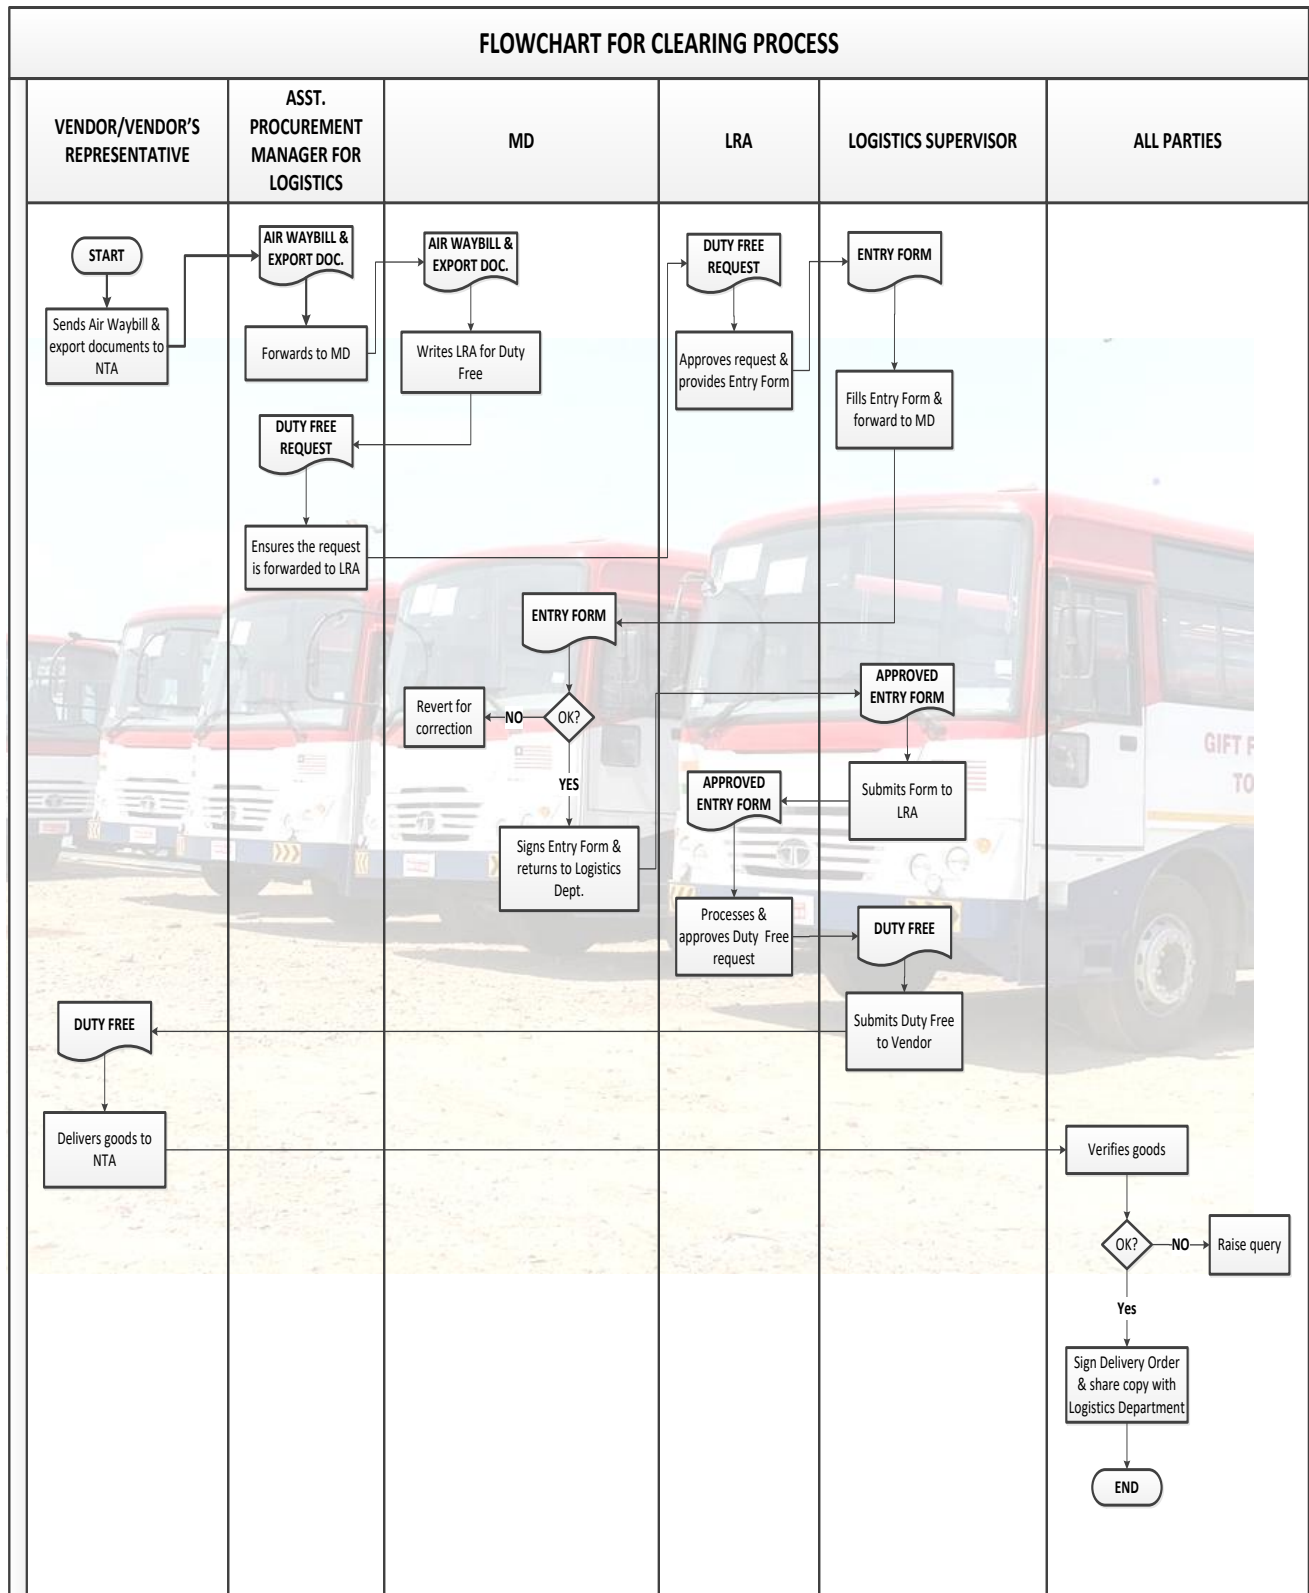 FLOWCHART FOR CLEARING PROCESS
VENDOR/VENDOR'S
REPRESENTATIVE
ASST.
PROCUREMENT
MANAGER FOR
LOGISTICS
MD
LRA
LOGISTICS SUPERVISOR
ALL PARTIES
START
Sends Air Waybill &
export documents to
NTA
AIR WAYBILL &
EXPORT DOC.
Forwards to MD
AIR WAYBILL &
EXPORT DOC.
Writes LRA for Duty
Free
DUTY FREE
REQUEST
Ensures the request
is forwarded to LRA
DUTY FREE
REQUEST
Approves request &
provides Entry Form
ENTRY FORM
Fills Entry Form &
forward to MD
ENTRY FORM
OK?
NO
Revert for
correction
YES
Signs Entry Form &
returns to Logistics
Dept.
APPROVED
ENTRY FORM
Submits Form to
LRA
APPROVED
ENTRY FORM
Processes &
approves Duty Free
request
DUTY FREE
Submits Duty Free
to Vendor
DUTY FREE
Delivers goods to
NTA
Verifies goods
OK?
NO
Raise query
Yes
Sign Delivery Order
& share copy with
Logistics Department
END
GIFT
TO